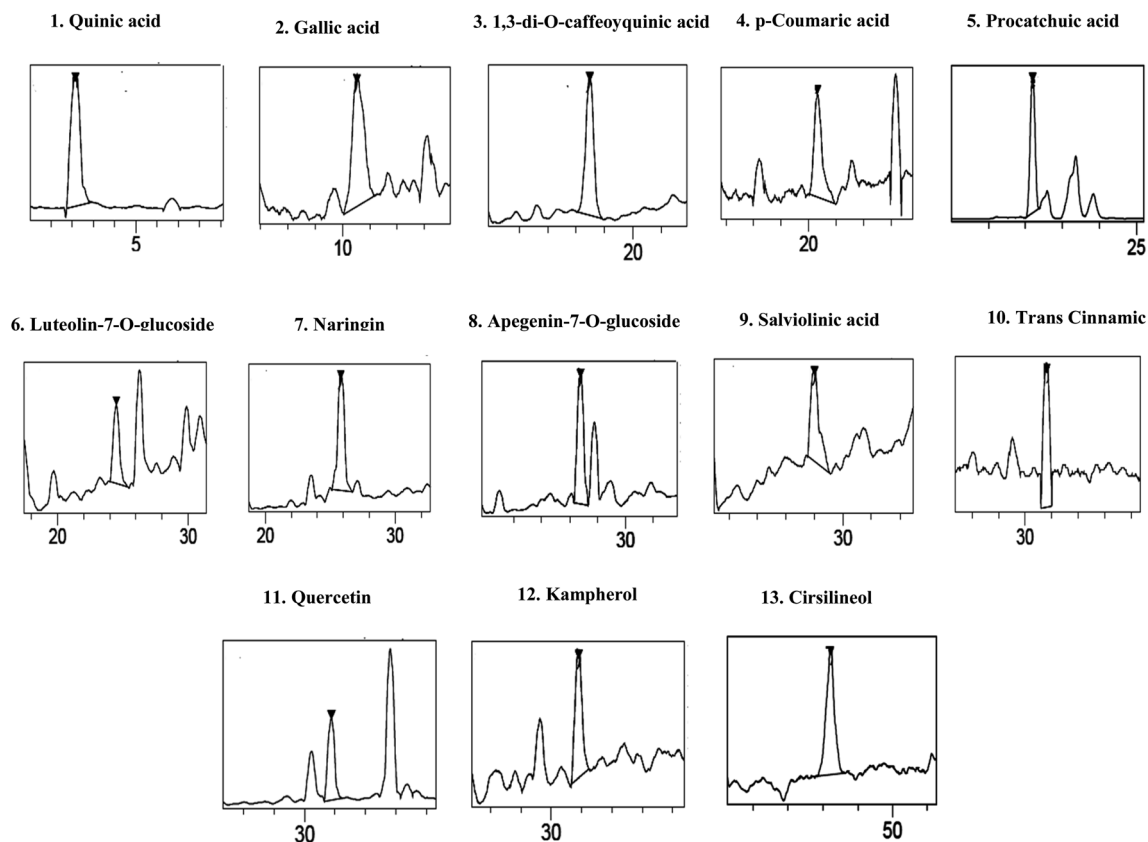 1. Quinic acid
2. Gallic acid
3. 1,3-di-O-caffeoyquinic acid
4. p-Coumaric acid
5. Procatchuic acid
5
10
20
20
25
6. Luteolin-7-O-glucoside
7. Naringin
8. Apegenin-7-O-glucoside
9. Salviolinic acid
10. Trans Cinnamic
20 30
20 30
30
30
30
11. Quercetin
12. Kampherol
13. Cirsilineol
30
30
50